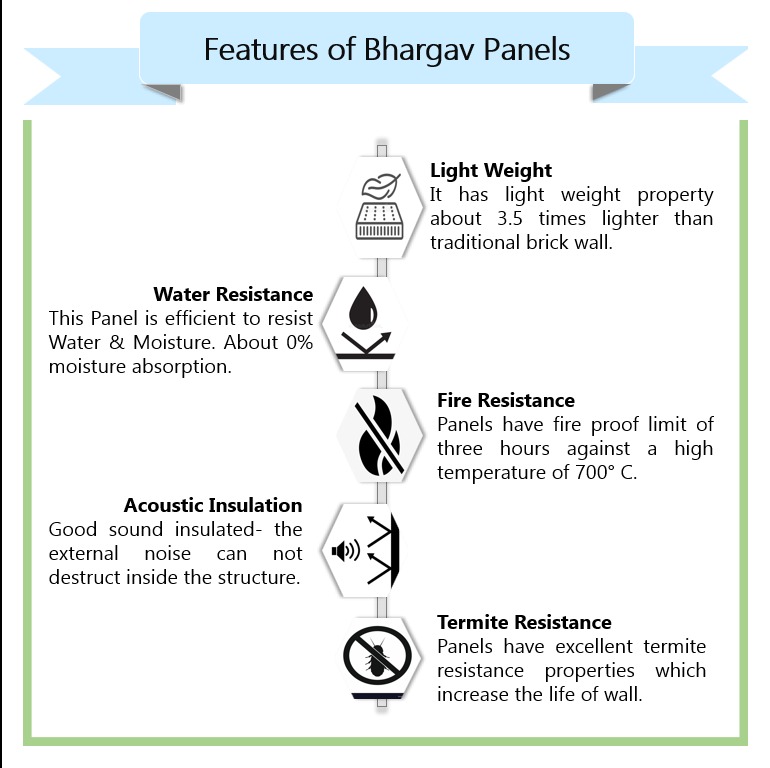 Features of Bhargav Panels
Light Weight
It has light weight property
about 3.5 times lighter than
traditional brick wall.
Water Resistance
This Panel is efficient to resist
Water & Moisture. About 0%
moisture absorption.
Fire Resistance
Panels have fire proof limit of
three hours against a high
temperature of 700° C.
Acoustic Insulation
Good sound insulated- the
external noise can not
destruct inside the structure.
Termite Resistance
Panels have excellent termite
resistance properties which
increase the life of wall.